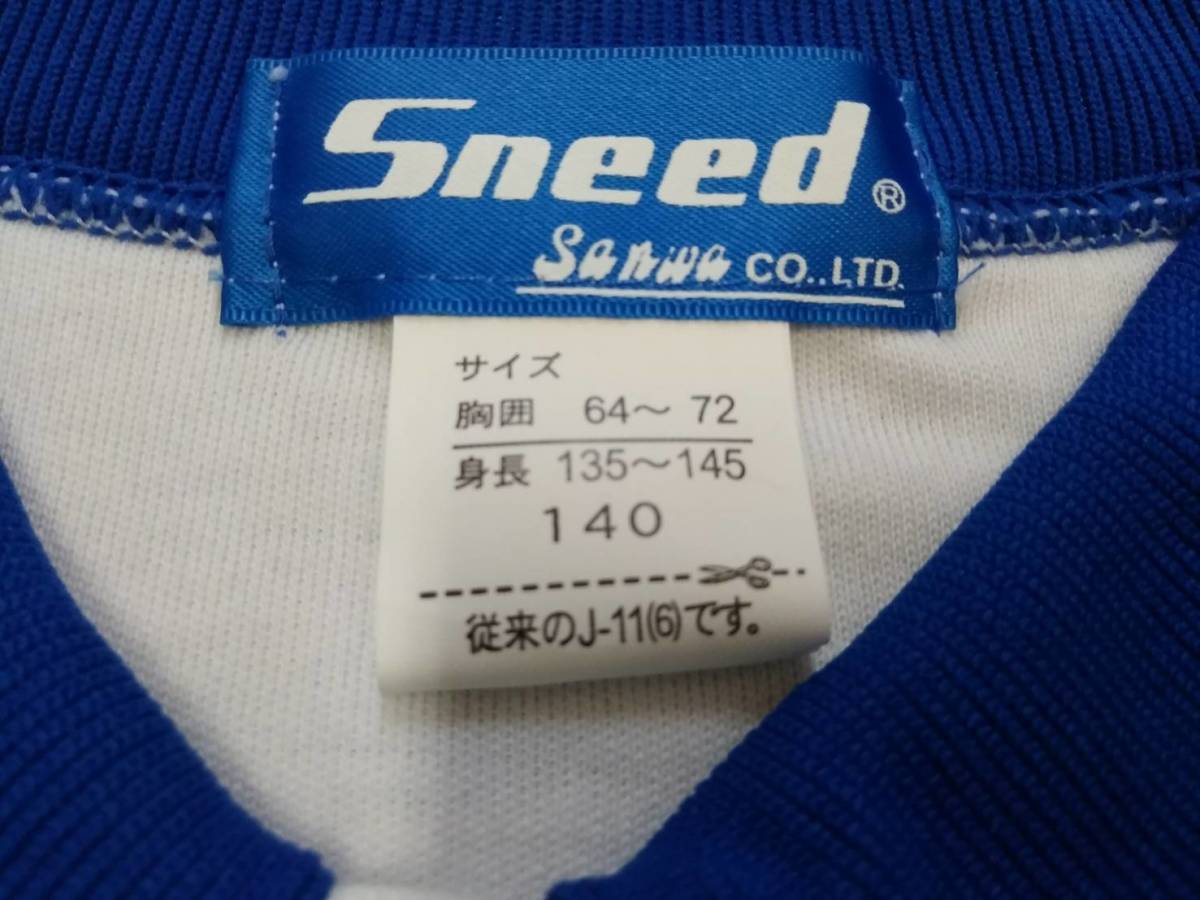 Sneed®
Sanwa CO.,LTD.
サイズ
胸囲 64～72
身長 135～145
140
従来のJ-11(6)です。